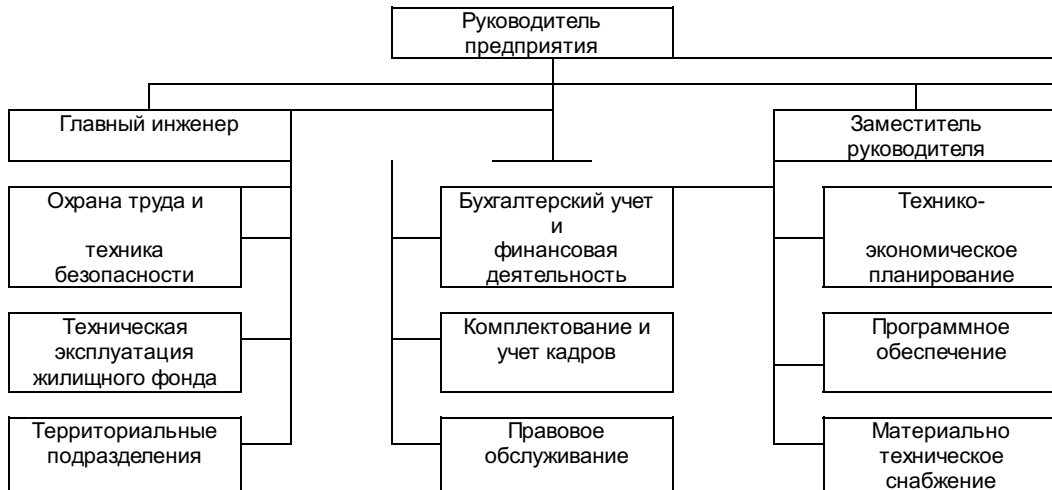 Руководитель
предприятия
Главный инженер
Заместитель
руководителя
Охрана труда и
техника
безопасности
Бухгалтерский учет
и
финансовая
деятельность
Технико-
экономическое
планирование
Техническая
эксплуатация
жилищного фонда
Комплектование и
учет кадров
Программное
обеспечение
Территориальные
подразделения
Правовое
обслуживание
Материально
техническое
снабжение